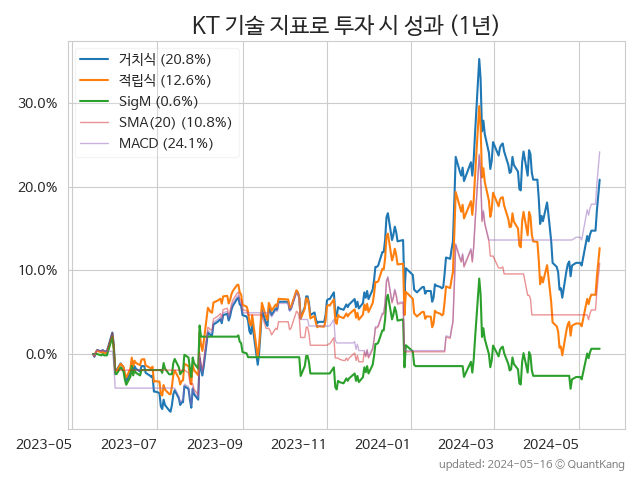 KT 기술 지표로 투자 시 성과 (1년)
거치식 (20.8%)
적립식 (12.6%)
SigM (0.6%)
SMA(20) (10.8%)
MACD (24.1%)
30.0%
20.0%
10.0%
0.0%
2023-05 2023-07 2023-09 2023-11 2024-01 2024-03 2024-05
updated: 2024-05-16 © QuantKang